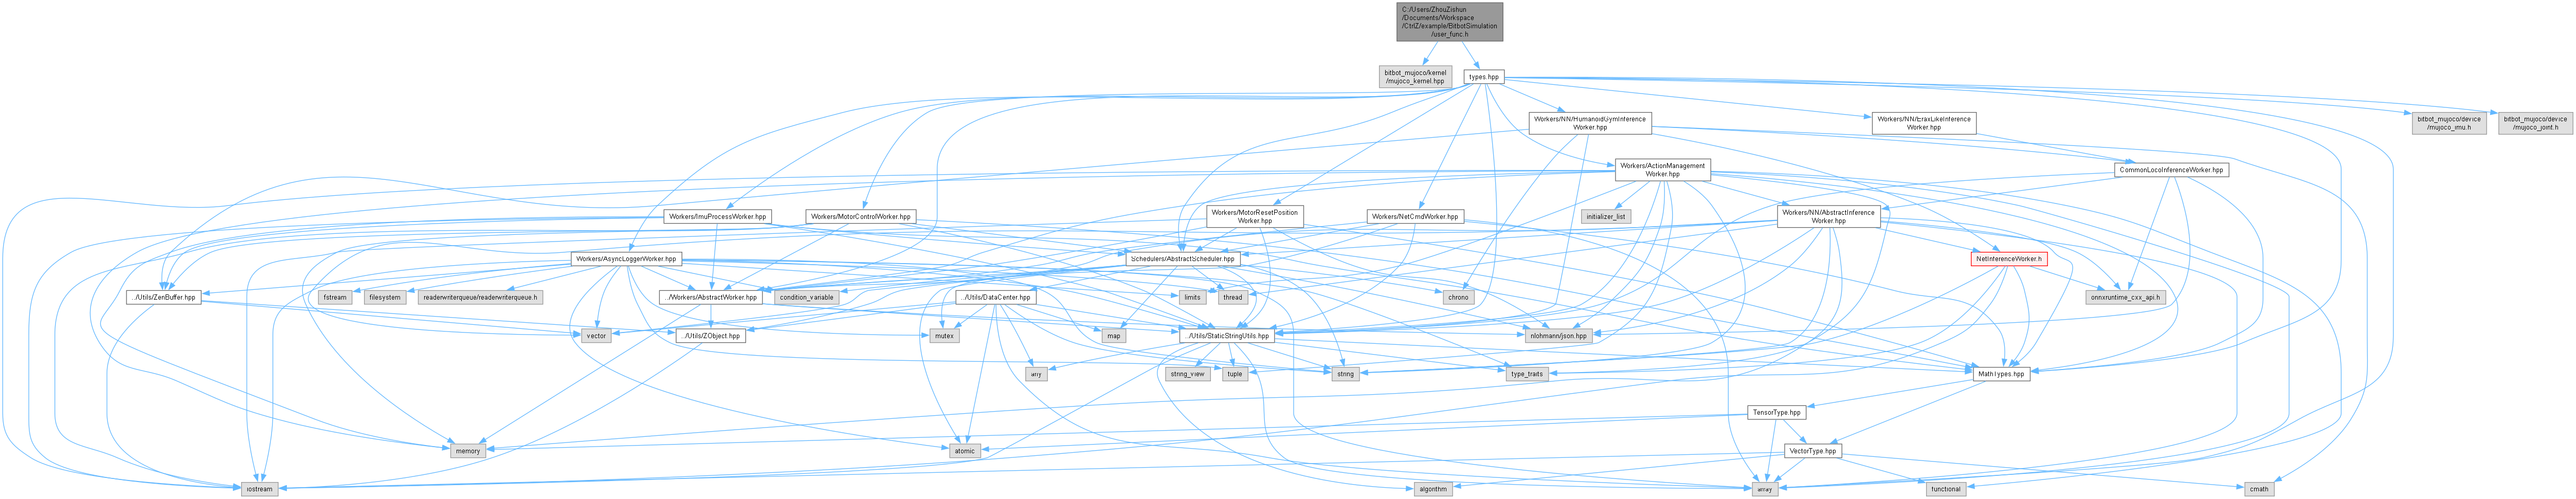 C:/Users/ZhouZishun
/Documents/Workspace
/CtrlZ/example/BitbotSimulation
/user_func.h
bitbot_mujoco/kernel
/mujoco_kernel.hpp
types.hpp
Workers/NN/HumanoidGymInference
Worker.hpp
Workers/NN/EraxLikeInference
Worker.hpp
bitbot_mujoco/device
/mujoco_imu.h
bitbot_mujoco/device
/mujoco_joint.h
Workers/ActionManagement
Worker.hpp
CommonLocoInferenceWorker.hpp
Workers/ImuProcessWorker.hpp
Workers/MotorControlWorker.hpp
Workers/MotorResetPosition
Worker.hpp
Workers/NetCmdWorker.hpp
initializer_list
Workers/NN/AbstractInference
Worker.hpp
Workers/AsyncLoggerWorker.hpp
Schedulers/AbstractScheduler.hpp
NetInferenceWorker.h
../Utils/ZenBuffer.hpp
fstream
filesystem
readerwriterqueue/readerwriterqueue.h
../Workers/AbstractWorker.hpp
condition_variable
../Utils/DataCenter.hpp
limits
thread
chrono
onnxruntime_cxx_api.h
vector
../Utils/ZObject.hpp
mutex
map
../Utils/StaticStringUtils.hpp
nlohmann/json.hpp
any
string_view
tuple
string
type_traits
MathTypes.hpp
TensorType.hpp
memory
atomic
VectorType.hpp
iostream
algorithm
array
functional
cmath